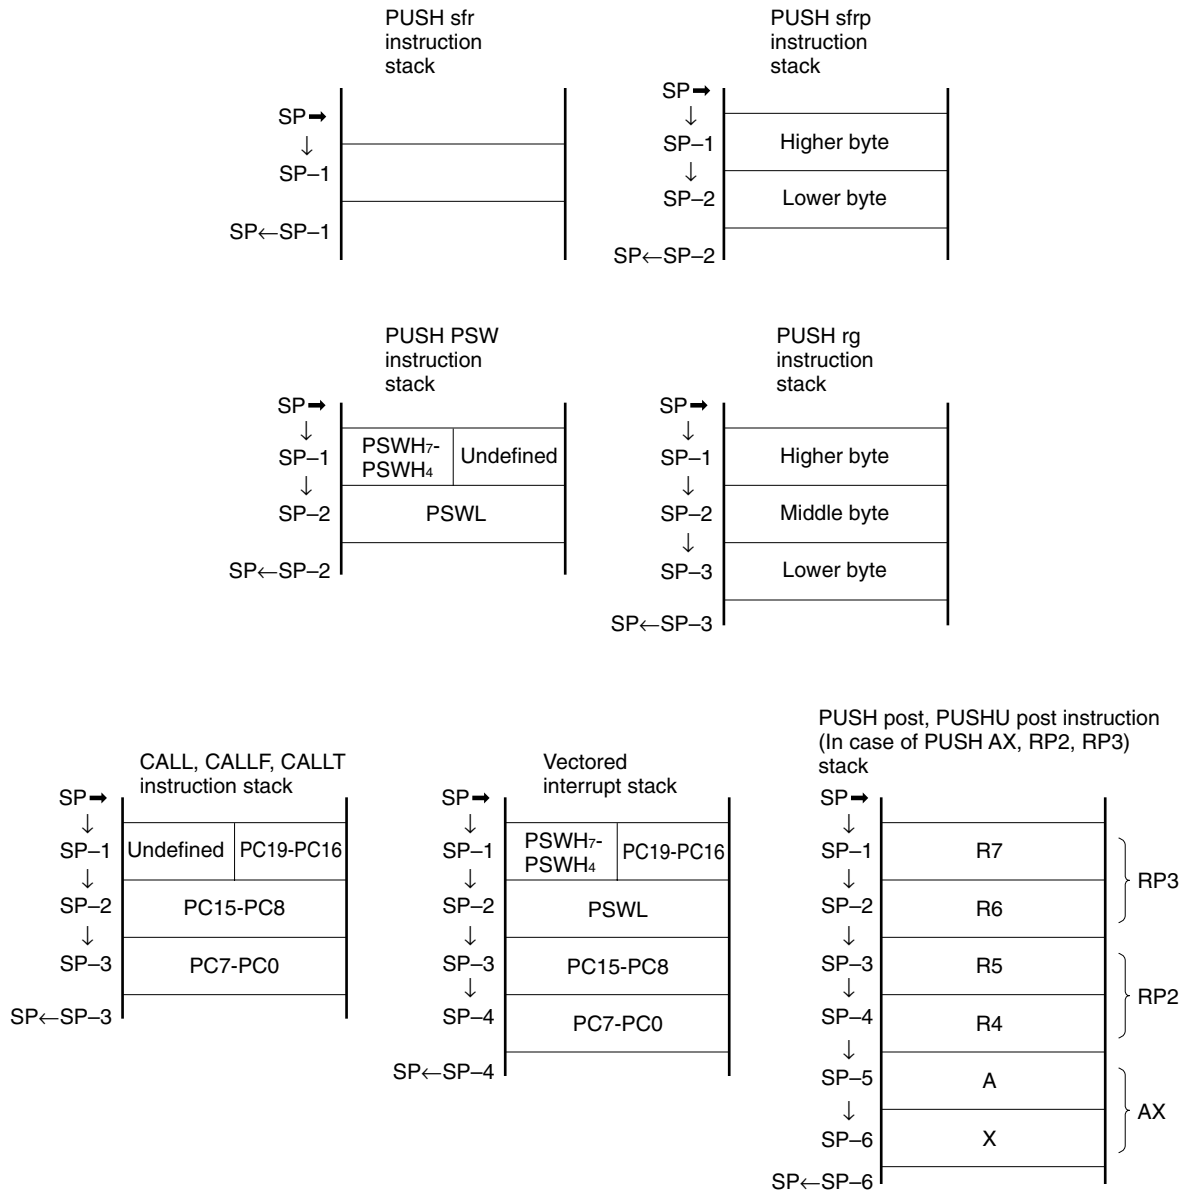 PUSH sfr
instruction
stack
SP➞
↓
SP–1
SP←SP–1
PUSH sfrp
instruction
stack
SP➞
↓
SP–1
↓
SP–2
SP←SP–2
Higher byte
Lower byte
PUSH PSW
instruction
stack
SP➞
↓
SP–1
↓
SP–2
SP←SP–2
PSWH7-
PSWH4
Undefined
PSWL
PUSH rg
instruction
stack
SP➞
↓
SP–1
↓
SP–2
↓
SP–3
SP←SP–3
Higher byte
Middle byte
Lower byte
CALL, CALLF, CALLT
instruction stack
SP➞
↓
SP–1
↓
SP–2
↓
SP–3
SP←SP–3
Undefined
PC19-PC16
PC15-PC8
PC7-PC0
Vectored
interrupt stack
SP➞
↓
SP–1
↓
SP–2
↓
SP–3
↓
SP–4
SP←SP–4
PSWH7-
PSWH4
PC19-PC16
PSWL
PC15-PC8
PC7-PC0
PUSH post, PUSHU post instruction
(In case of PUSH AX, RP2, RP3)
stack
SP➞
↓
SP–1
↓
SP–2
↓
SP–3
↓
SP–4
↓
SP–5
↓
SP–6
SP←SP–6
R7
R6
R5
R4
A
X
RP3
RP2
AX